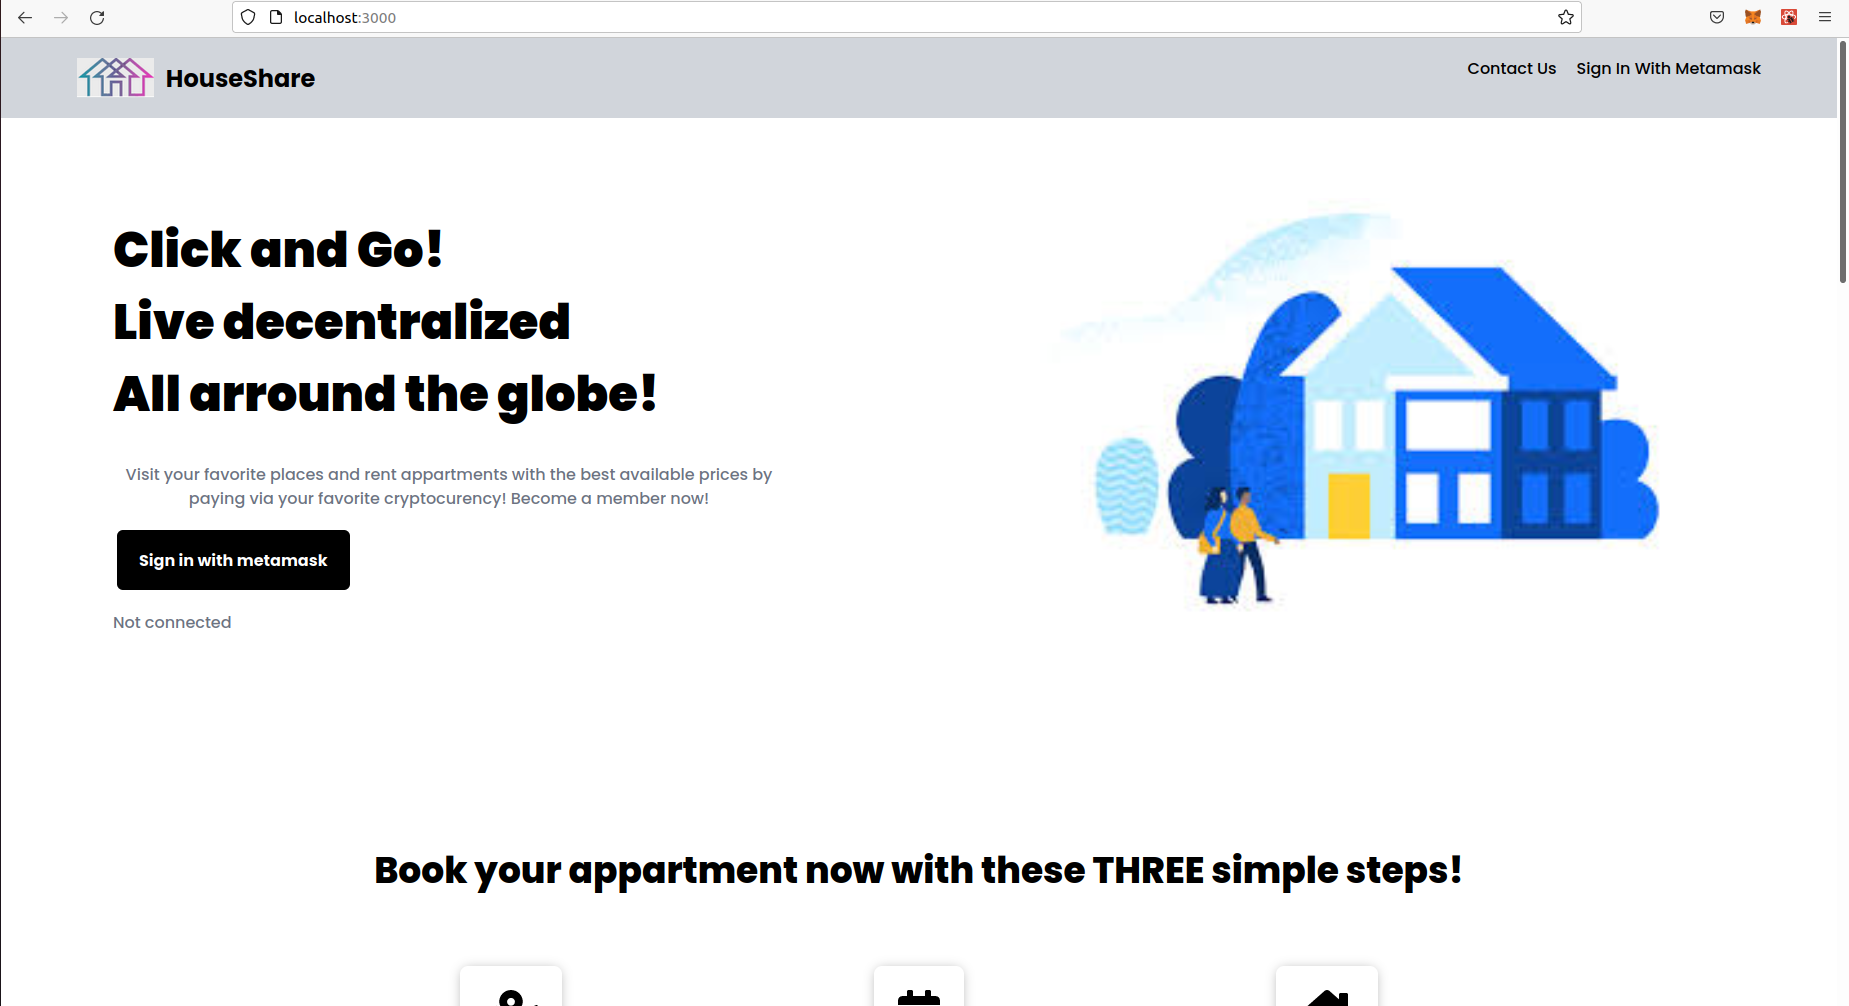 localhost:3000
HouseShare
Contact Us
Sign In With Metamask
Click and Go!
Live decentralized
All arround the globe!
Visit your favorite places and rent appartments with the best available prices by
paying via your favorite cryptocurency! Become a member now!
Sign in with metamask
Not connected
Book your appartment now with these THREE simple steps!